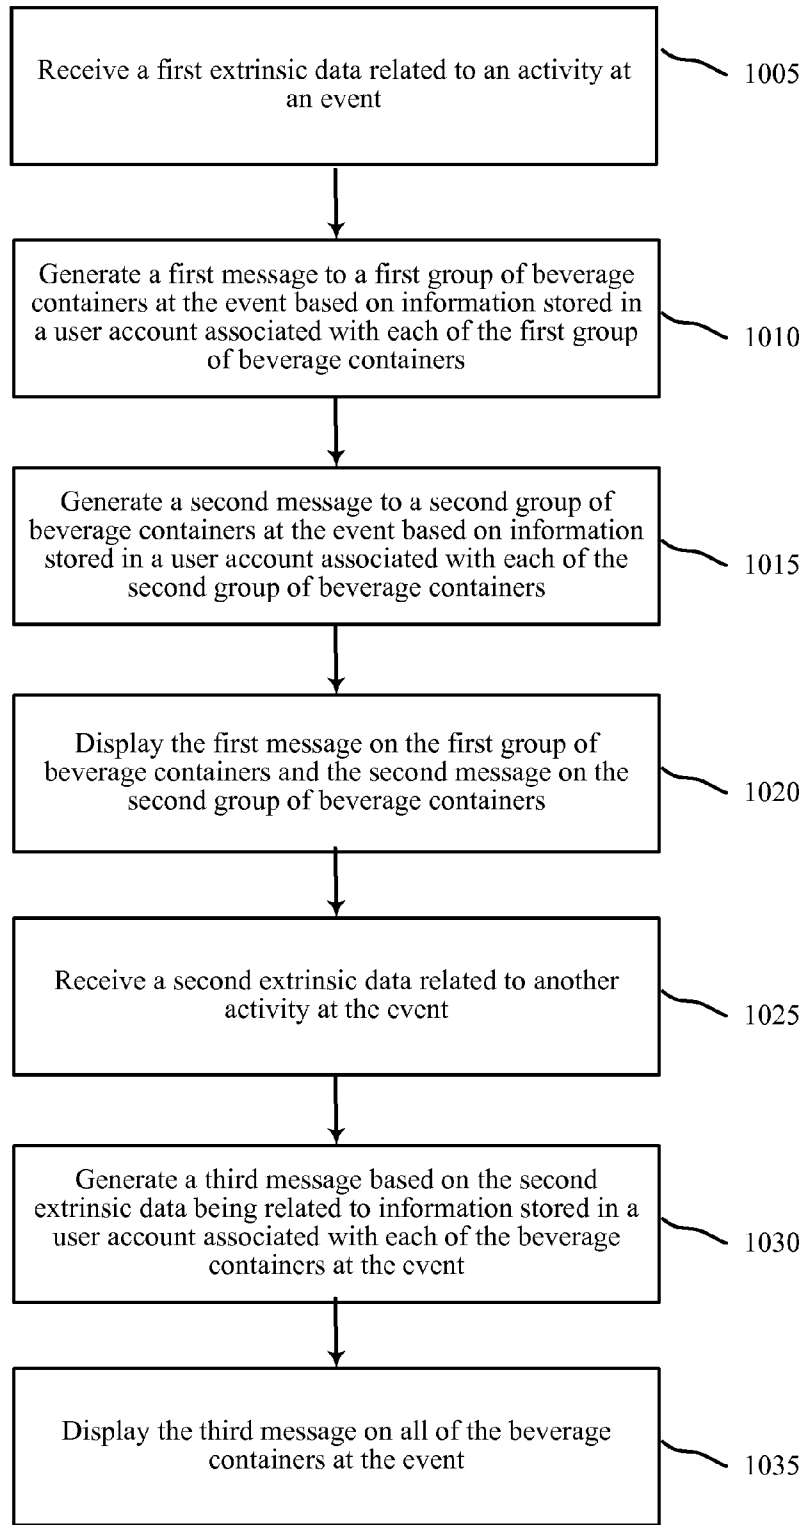 Receive a first extrinsic data related to an activity at
an event
1005
Generate a first message to a first group of beverage
containers at the event based on information stored in
a user account associated with each of the first group
of beverage containers
1010
Generate a second message to a second group of
beverage containers at the event based on information
stored in a user account associated with each of the
second group of beverage containers
1015
Display the first message on the first group of
beverage containers and the second message on the
second group of beverage containers
1020
Receive a second extrinsic data related to another
activity at the event
1025
Generate a third message based on the second
extrinsic data being related to information stored in a
user account associated with each of the beverage
containers at the event
1030
Display the third message on all of the beverage
containers at the event
1035